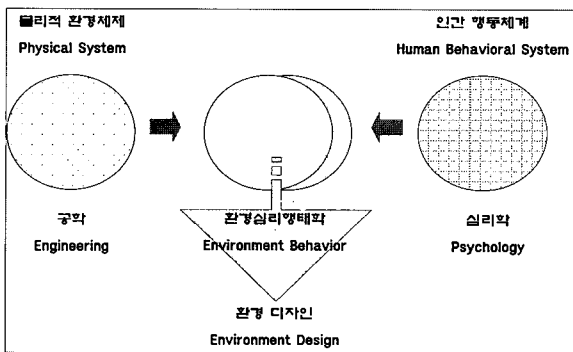 물리적 환경체제
Physical System
인간 행동체계
Human Behavioral System
공학
Engineering
환경심리행태학
Environment Behavior
심리학
Psychology
환경 디자인
Environment Design